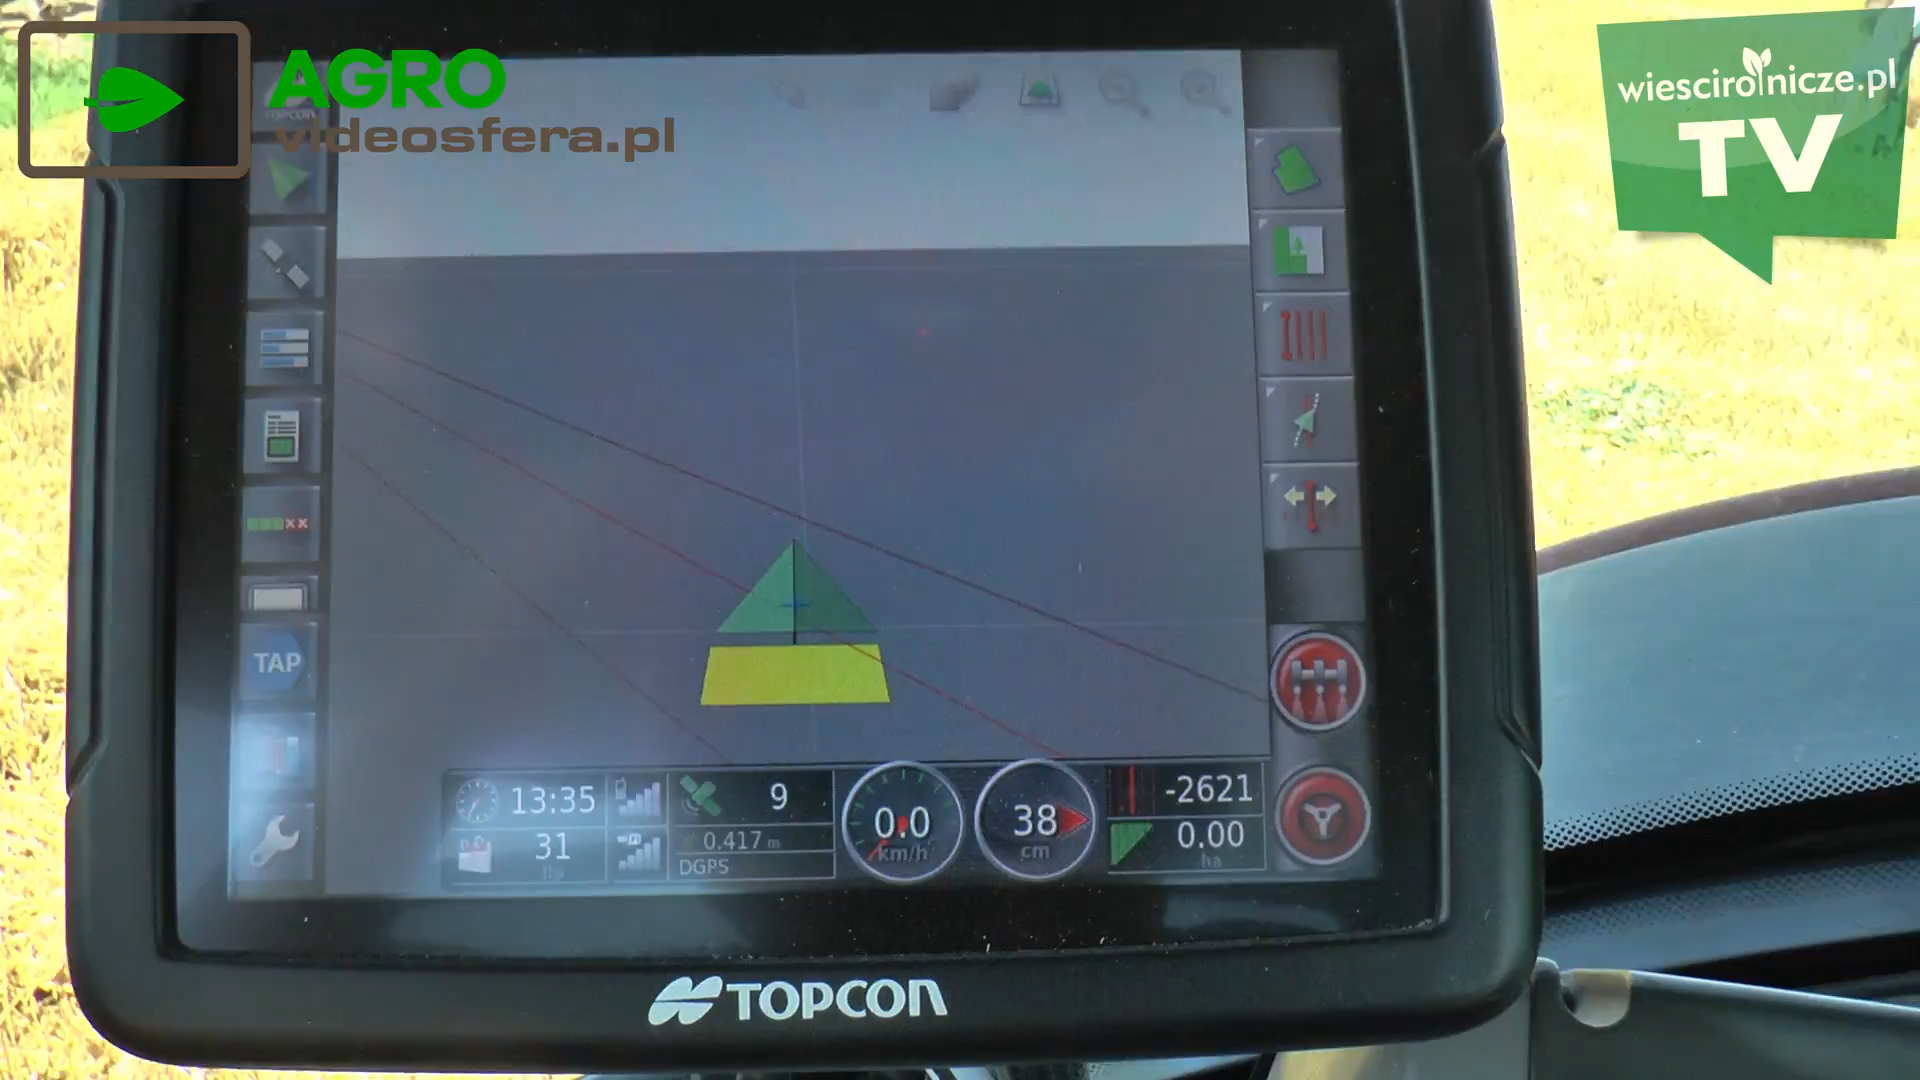 AGRO
videosfera.pl
wiescirolnicze.pl
TV
TOPCON
TAP
13:35
31
9
0.417 m
DGPS
0.0
km/h
38
cm
-2621
0.00
ha
TOPCON